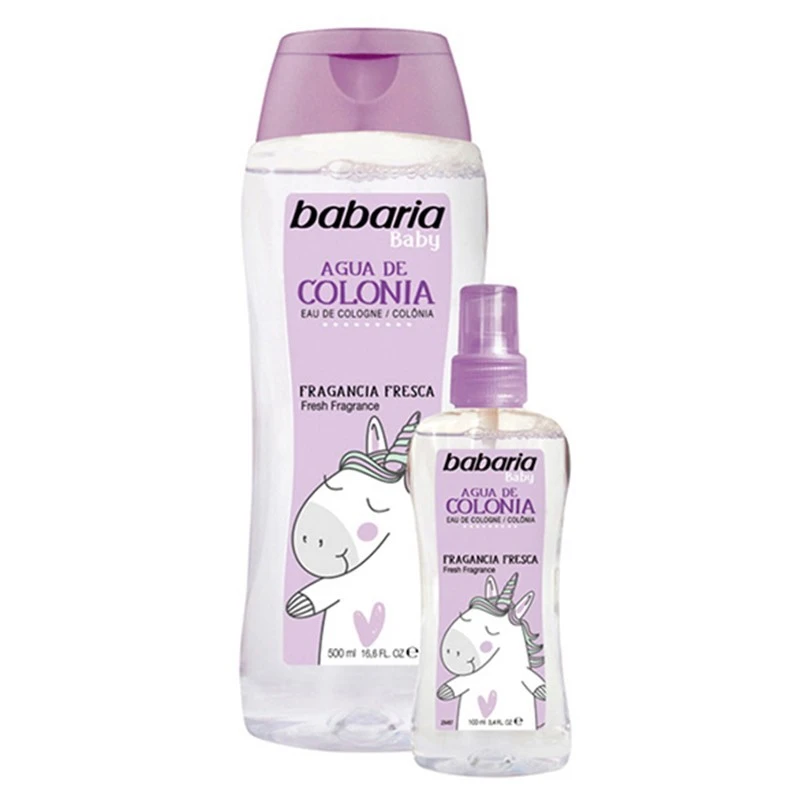 babaria
Baby
AGUA DE
COLONIA
EAU DE COLOGNE / COLÔNIA
FRAGANCIA FRESCA
Fresh Fragrance
500 ml 16,6 FL. OZ ℮
babaria
Baby
AGUA DE
COLONIA
EAU DE COLOGNE / COLÔNIA
FRAGANCIA FRESCA
Fresh Fragrance
100 ml 3,4 FL. OZ ℮